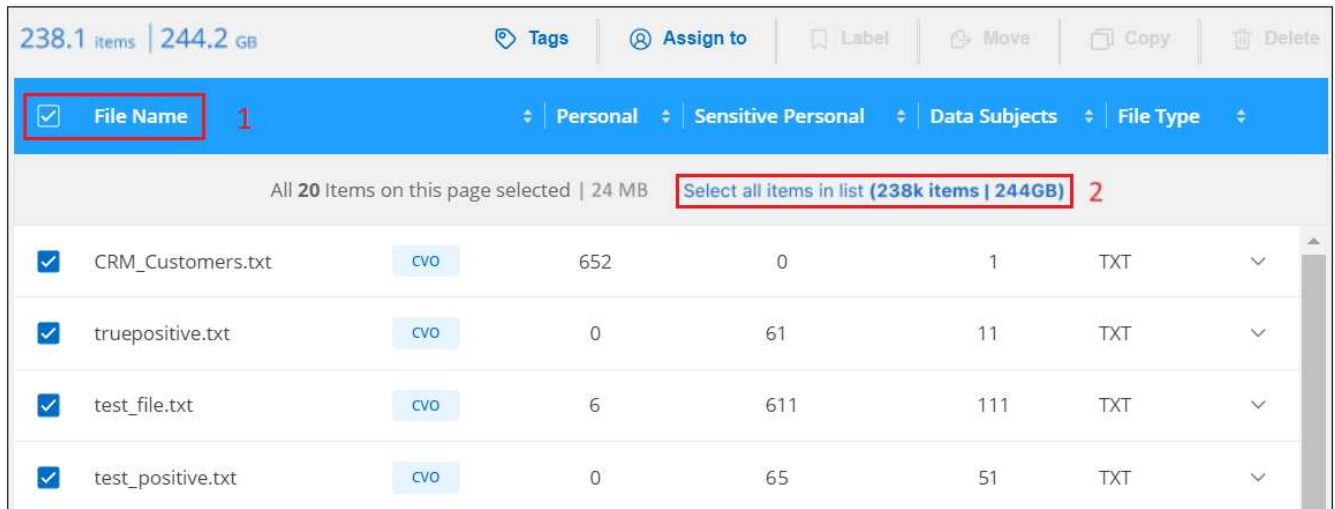 238.1 items | 244.2 GB Tags Assign to Label Move Copy Delete
File Name 1 Personal Sensitive Personal Data Subjects File Type
All 20 Items on this page selected | 24 MB Select all items in list (238k items | 244GB) 2
CRM_Customers.txt CVO 652 0 1 TXT
truepositive.txt CVO 0 61 11 TXT
test_file.txt CVO 6 611 111 TXT
test_positive.txt CVO 0 65 51 TXT